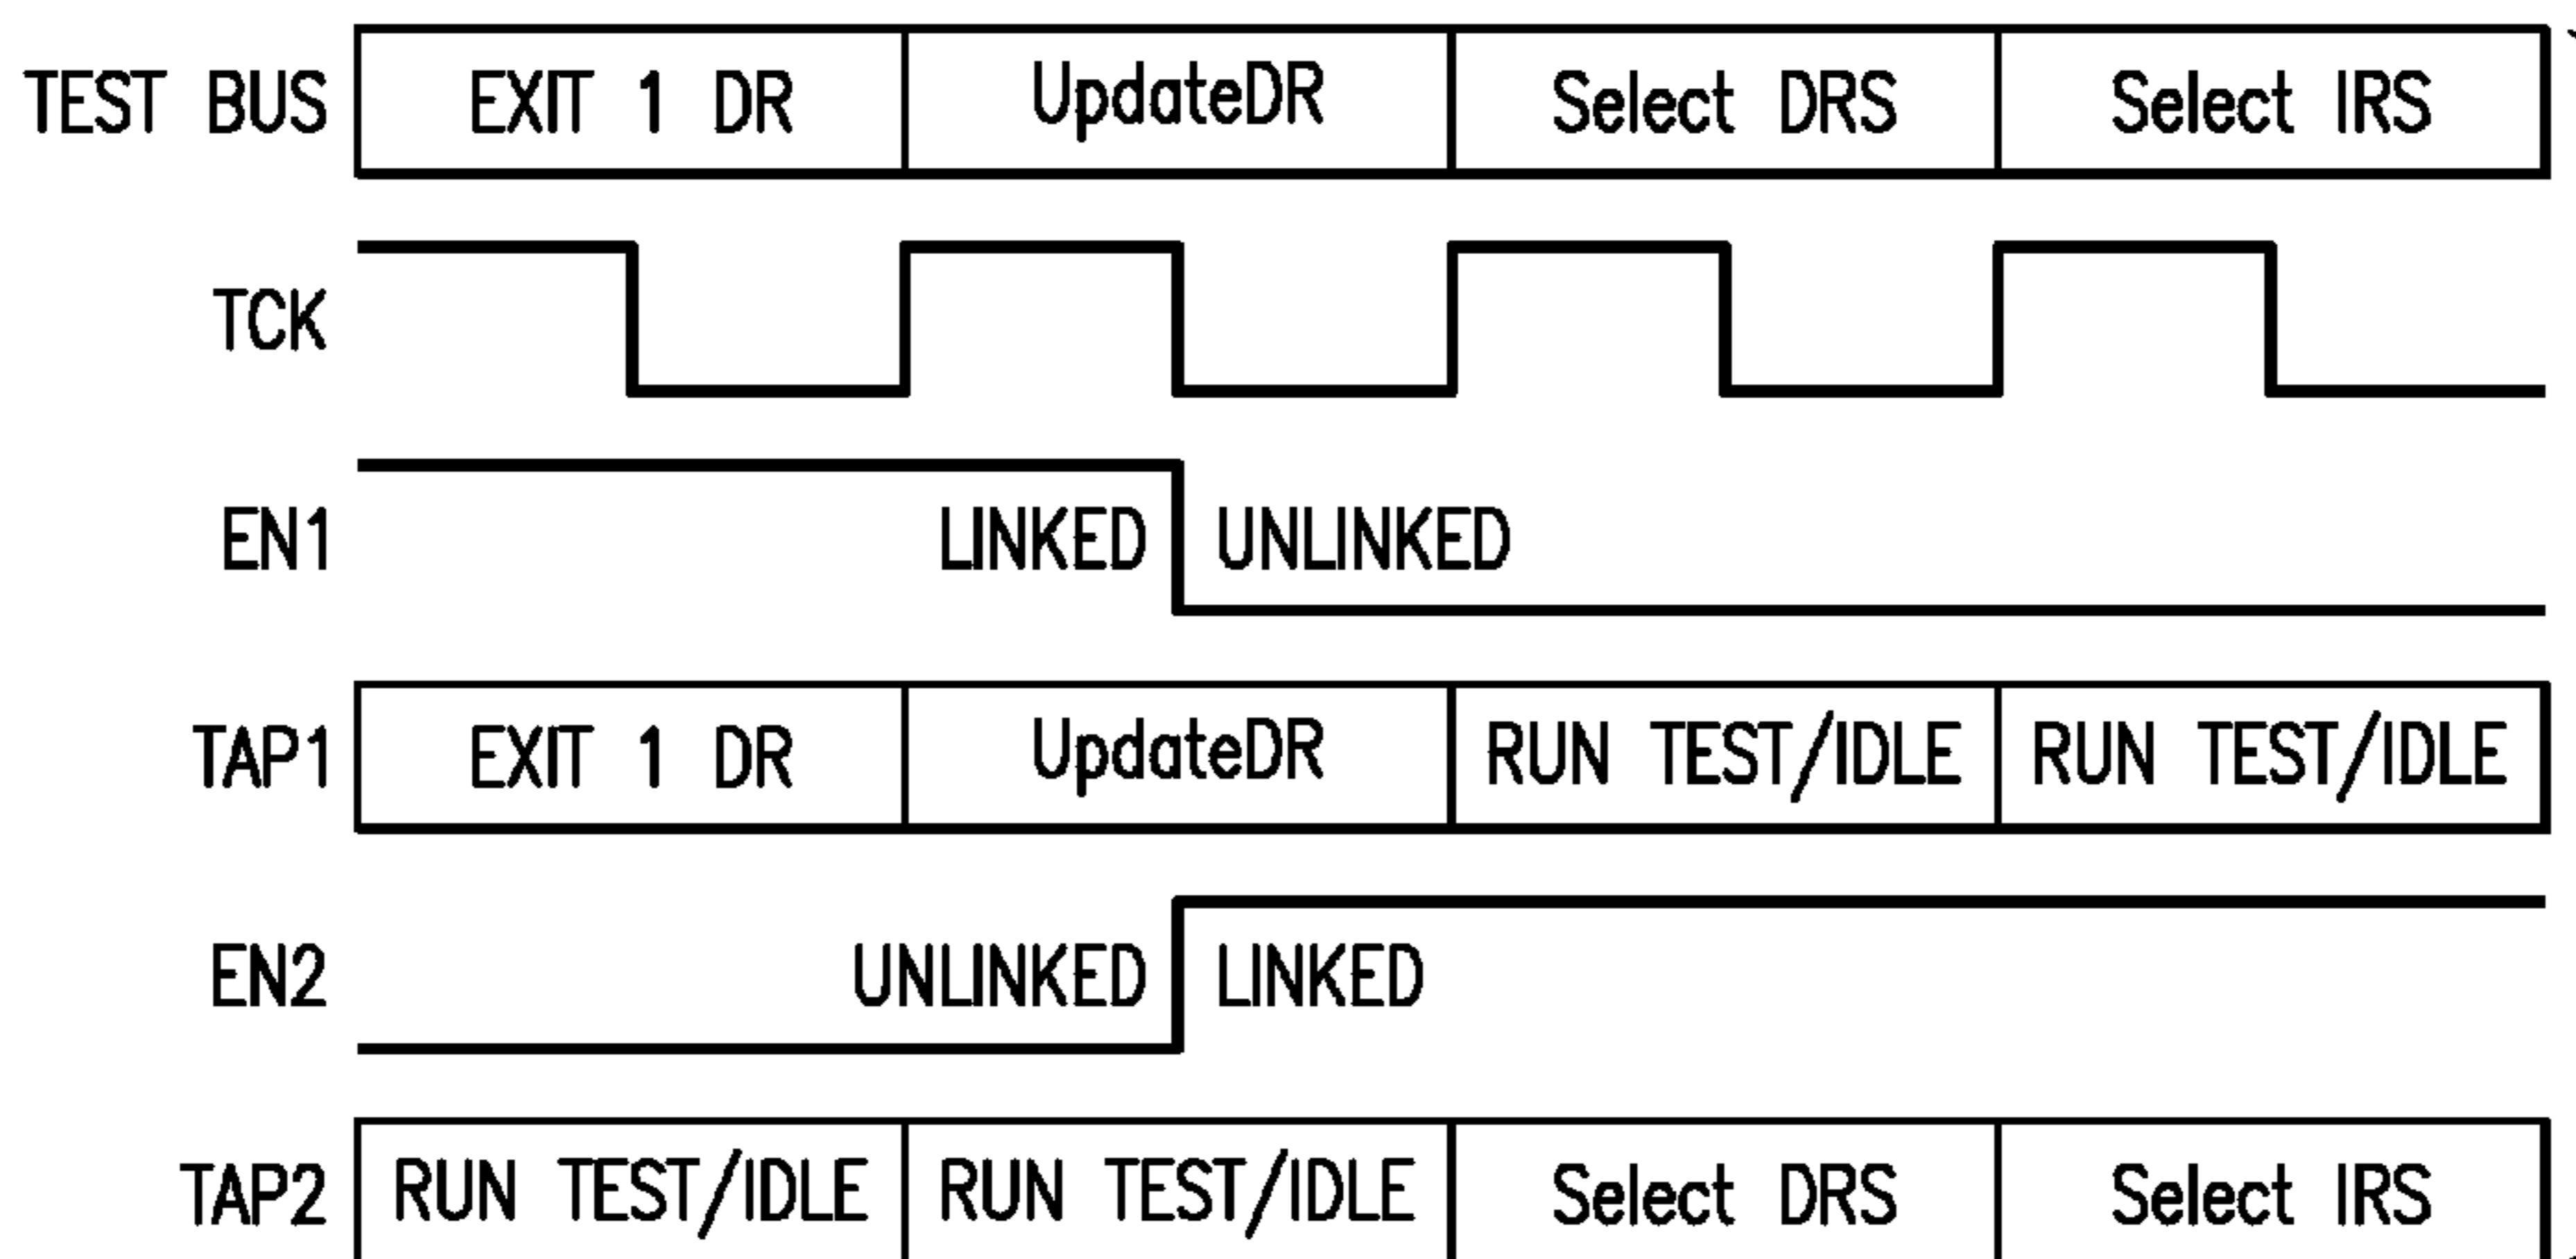 TEST BUS EXIT 1 DR UpdateDR Select DRS Select IRS
TCK
EN1 LINKED UNLINKED
TAP1 EXIT 1 DR UpdateDR RUN TEST/IDLE RUN TEST/IDLE
EN2 UNLINKED LINKED
TAP2 RUN TEST/IDLE RUN TEST/IDLE Select DRS Select IRS